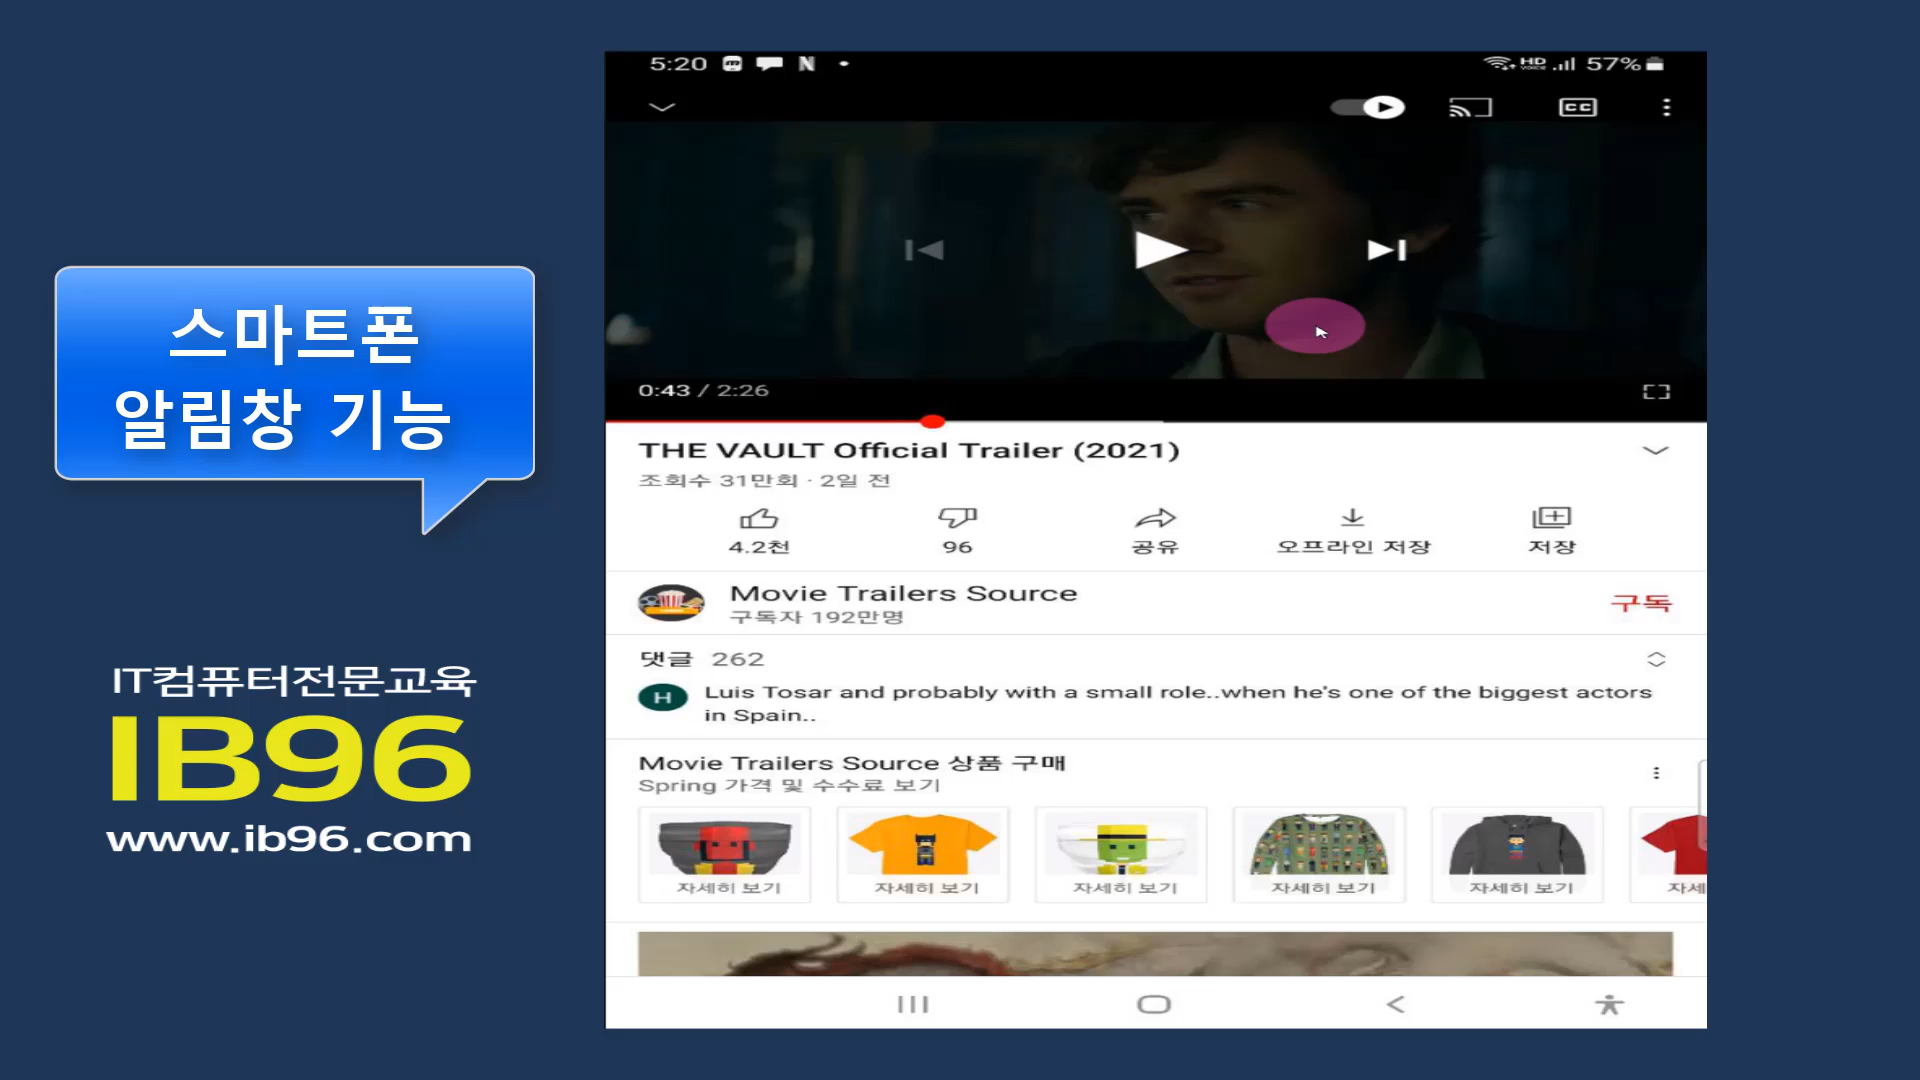 스마트폰
알림창 기능
IT컴퓨터전문교육
IB96
www.ib96.com
5:20
N
HD
VOICE
57%
CC
0:43 / 2:26
THE VAULT Official Trailer (2021)
조회수 31만회 · 2일 전
4.2천
96
공유
오프라인 저장
저장
Movie Trailers Source
구독자 192만명
구독
댓글 262
H
Luis Tosar and probably with a small role..when he's one of the biggest actors
in Spain..
Movie Trailers Source 상품 구매
Spring 가격 및 수수료 보기
자세히 보기
자세히 보기
자세히 보기
자세히 보기
자세히 보기
자세